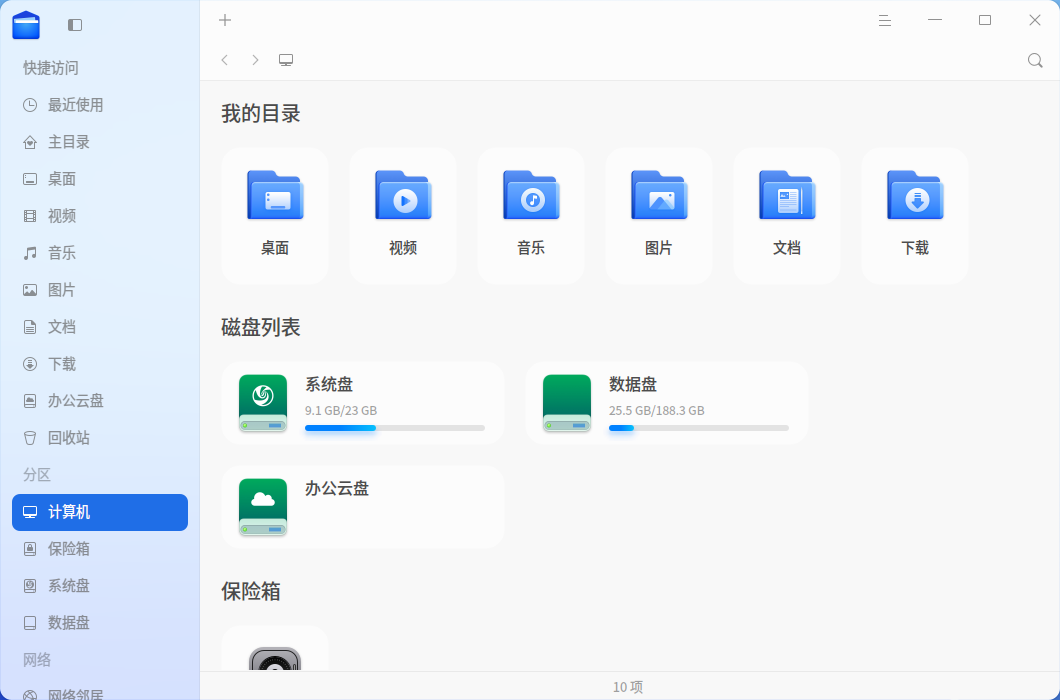 快捷访问
最近使用
主目录
桌面
视频
音乐
图片
文档
下载
办公云盘
回收站
分区
计算机
保险箱
系统盘
数据盘
网络
网络邻居
我的目录
桌面
视频
音乐
图片
文档
下载
磁盘列表
系统盘
9.1 GB/23 GB
数据盘
25.5 GB/188.3 GB
办公云盘
保险箱
10 项